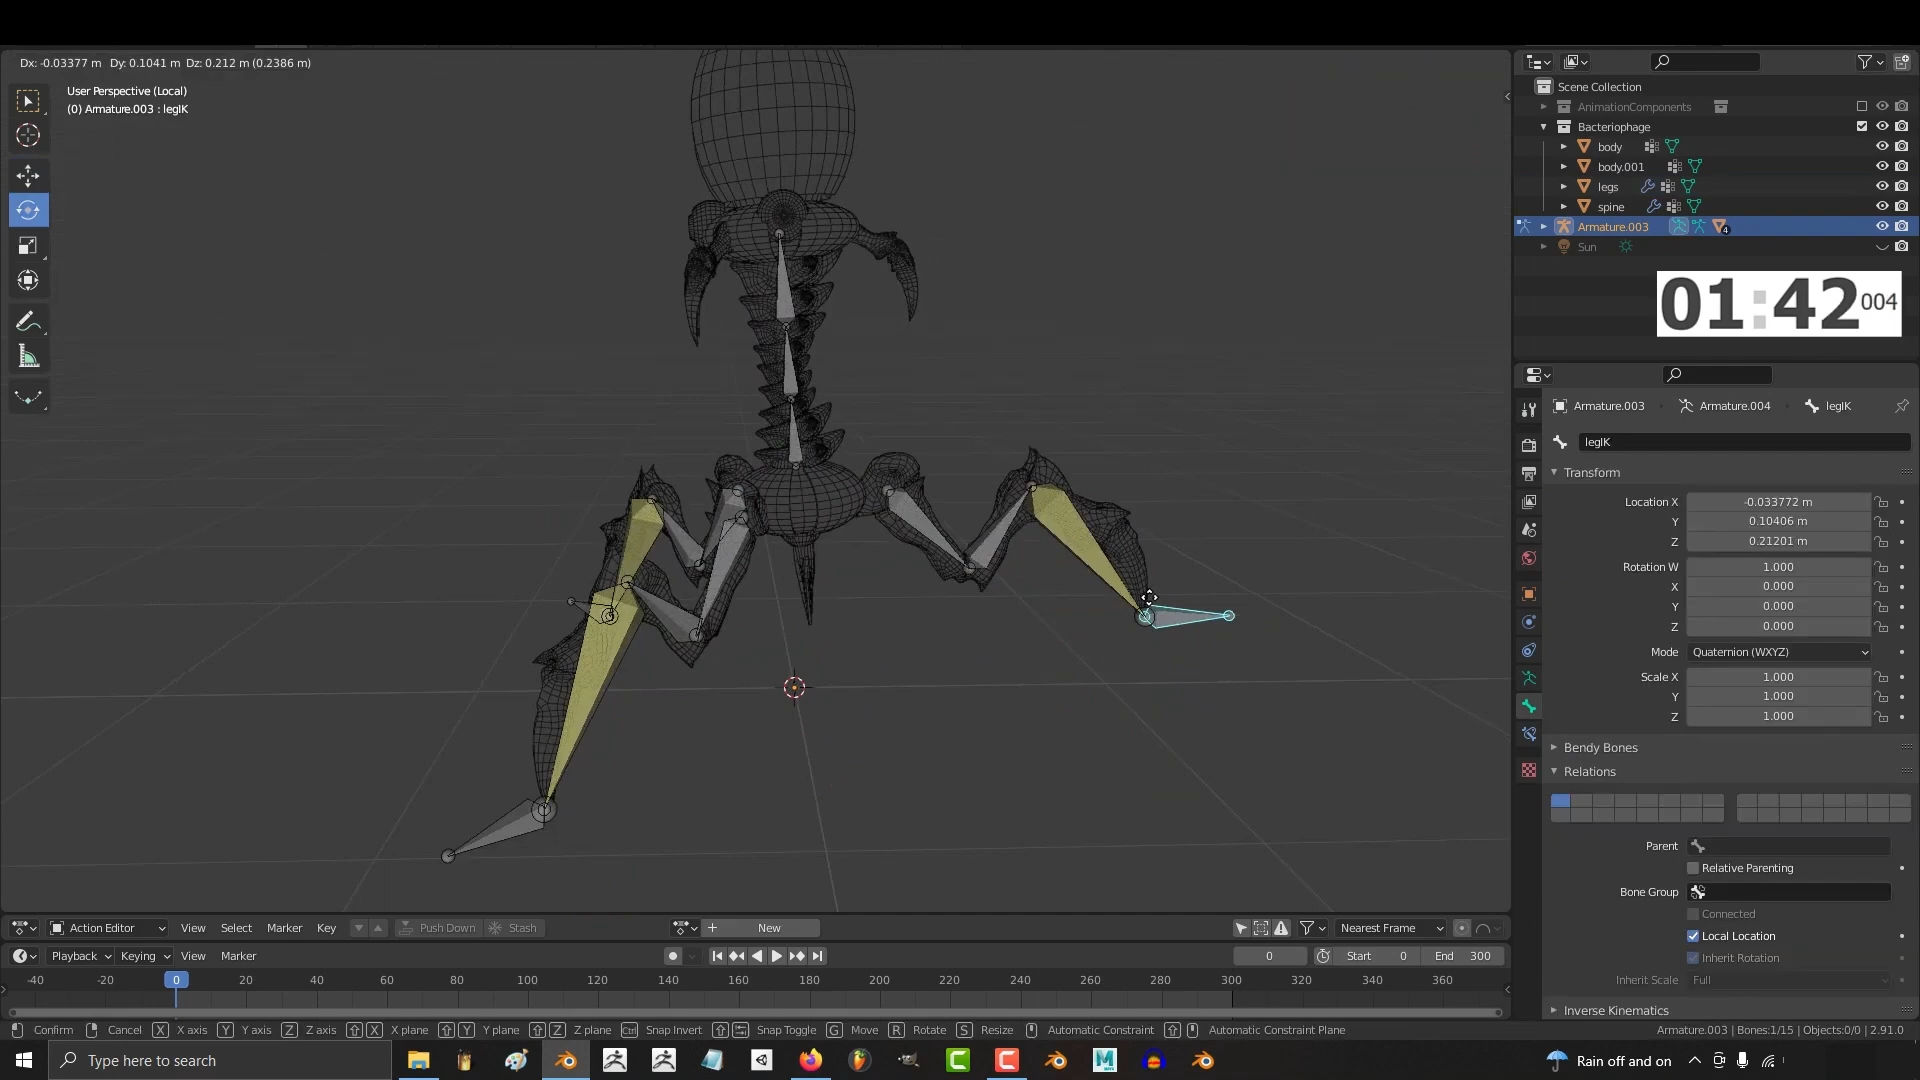 Dx: -0.03377 m Dy: 0.1041 m Dz: 0.212 m (0.2386 m)
User Perspective (Local)
(0) Armature.003 : legIK
Scene Collection
AnimationComponents
Bacteriophage
body
body.001
legs
spine
Armature.003
4
Sun
01:42 004
Armature.003
Armature.004
legIK
legIK
Transform
Location X -0.033772 m
Y 0.10406 m
Z 0.21201 m
Rotation W 1.000
X 0.000
Y 0.000
Z 0.000
Mode Quaternion (WXYZ)
Scale X 1.000
Y 1.000
Z 1.000
Bendy Bones
Relations
Parent
Relative Parenting
Bone Group
Connected
Local Location
Inherit Rotation
Inherit Scale Full
Inverse Kinematics
Action Editor View Select Marker Key Push Down Stash New Nearest Frame
Playback Keying View Marker 0 Start 0 End 300
-40 -20 0 20 40 60 80 100 120 140 160 180 200 220 240 260 280 300 320 340 360
Confirm Cancel X X axis Y Y axis Z Z axis X X plane Y Y plane Z Z plane Ctrl Snap Invert Snap Toggle G Move R Rotate S Resize Automatic Constraint Automatic Constraint Plane Armature.003 | Bones:1/15 | Objects:0/0 | 2.91.0
Type here to search
Rain off and on